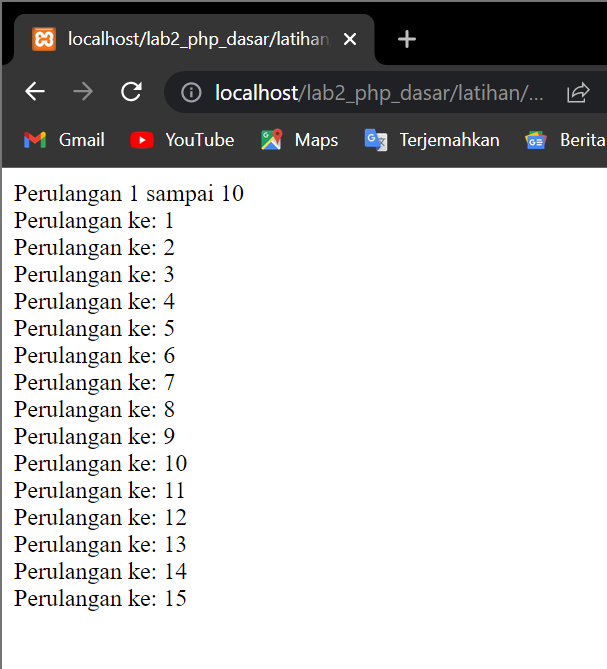 localhost/lab2_php_dasar/latihan
localhost/lab2_php_dasar/latihan/...
Gmail YouTube Maps Terjemahkan Berita
Perulangan 1 sampai 10
Perulangan ke: 1
Perulangan ke: 2
Perulangan ke: 3
Perulangan ke: 4
Perulangan ke: 5
Perulangan ke: 6
Perulangan ke: 7
Perulangan ke: 8
Perulangan ke: 9
Perulangan ke: 10
Perulangan ke: 11
Perulangan ke: 12
Perulangan ke: 13
Perulangan ke: 14
Perulangan ke: 15